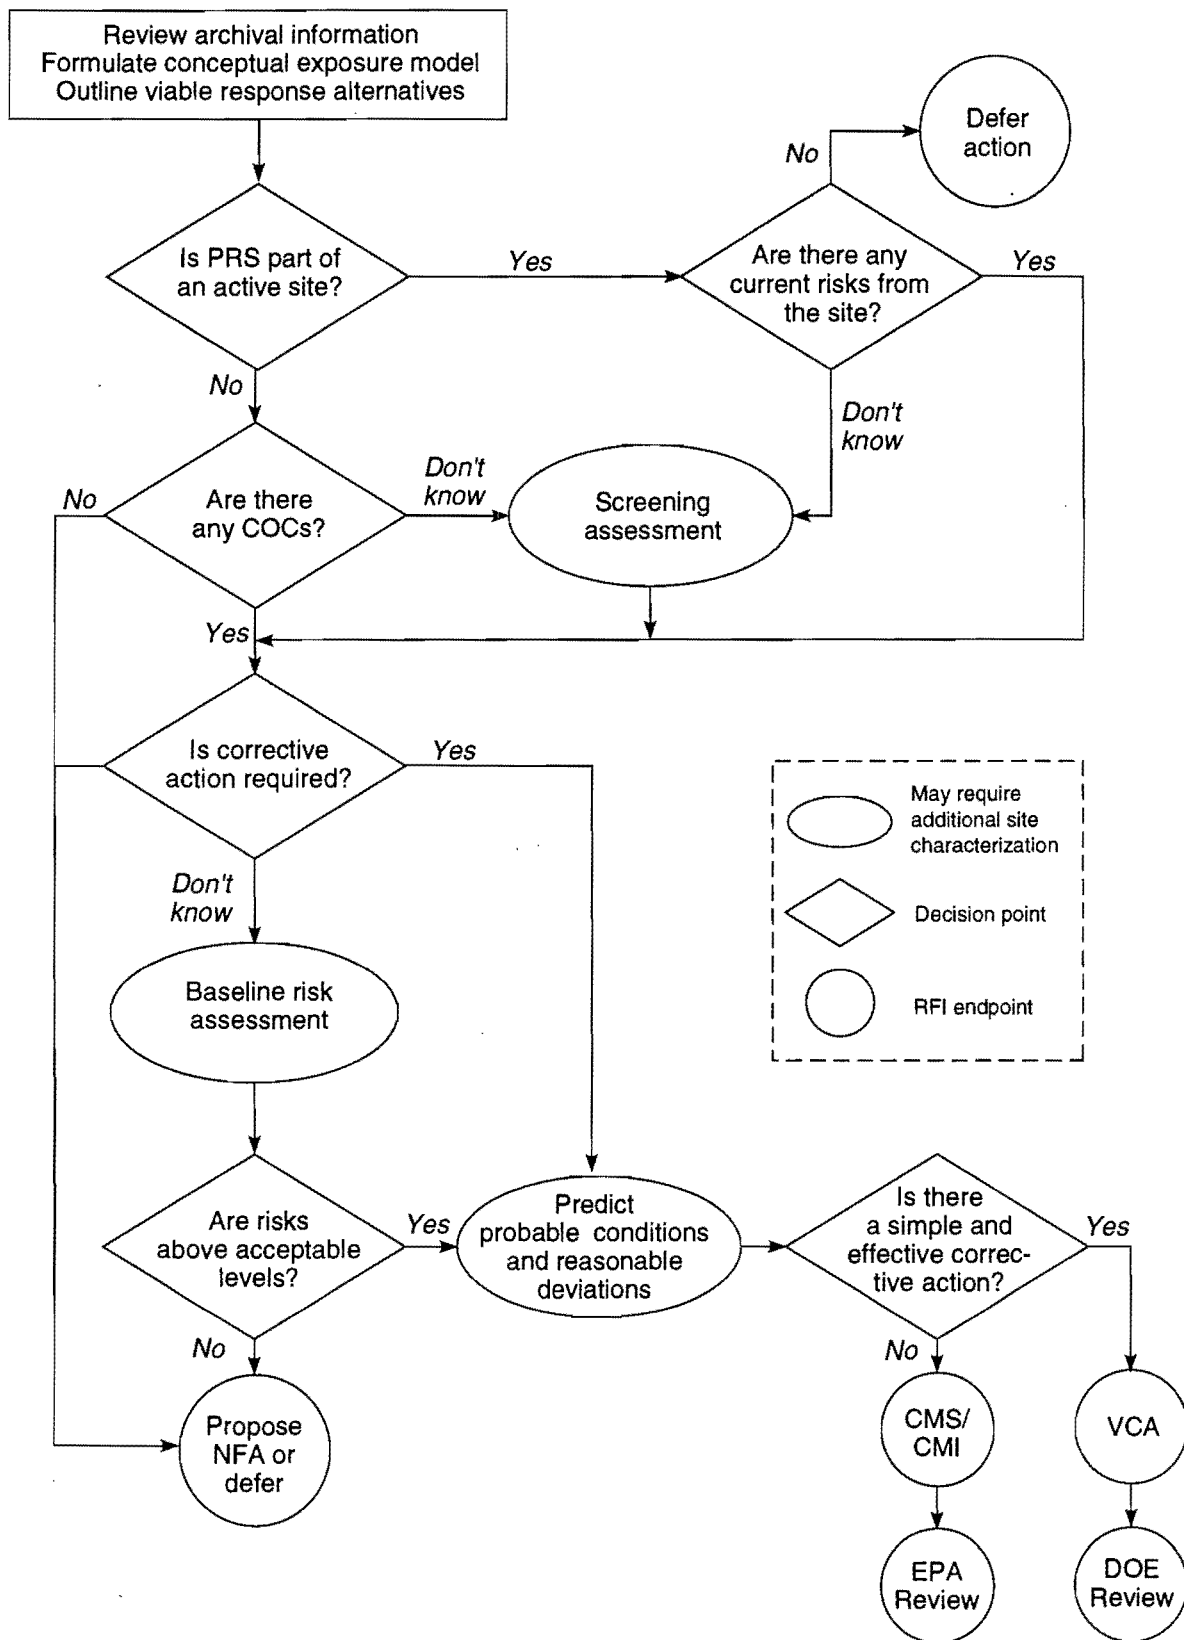 Review archival information
Formulate conceptual exposure model
Outline viable response alternatives
Defer
action
No
Is PRS part of
an active site?
Yes
Are there any
current risks from
the site?
Yes
No
Don't
know
No
Are there
any COCs?
Don't
know
Screening
assessment
Yes
Is corrective
action required?
Yes
May require
additional site
characterization
Decision point
RFI endpoint
Don't
know
Baseline risk
assessment
Are risks
above acceptable
levels?
Yes
Predict
probable conditions
and reasonable
deviations
Is there
a simple and
effective correc-
tive action?
Yes
No
No
Propose
NFA or
defer
CMS/
CMI
VCA
EPA
Review
DOE
Review